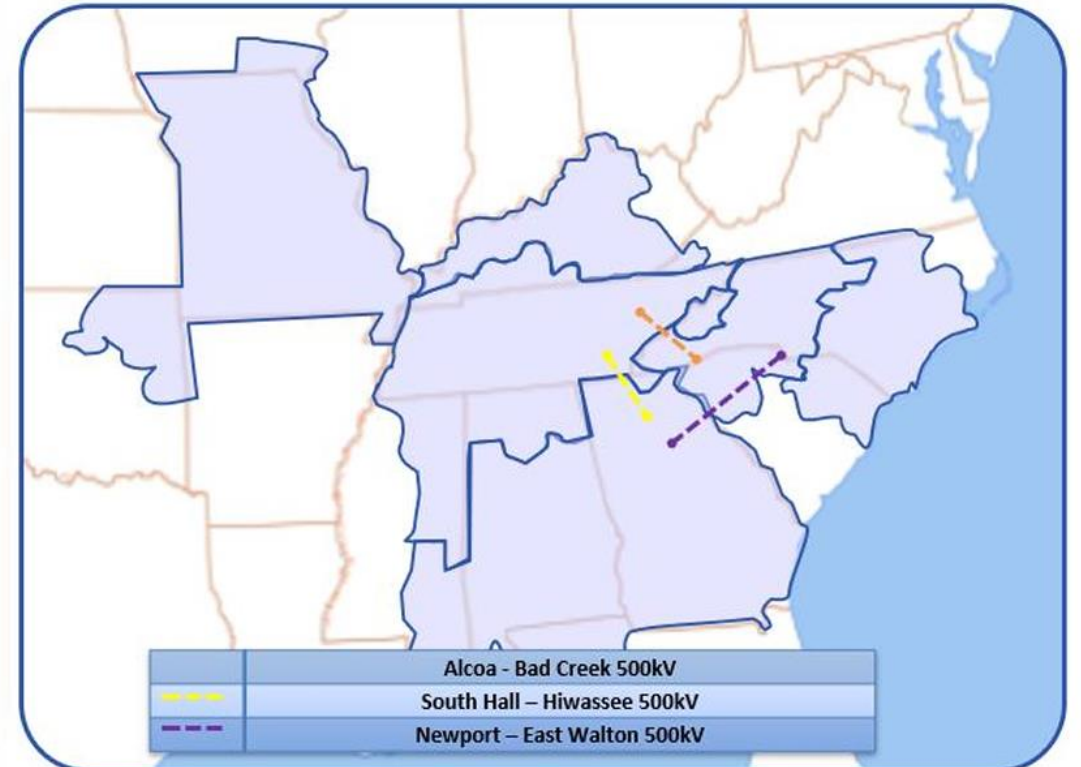 Alcoa - Bad Creek 500kV
South Hall – Hiwassee 500kV
Newport – East Walton 500kV